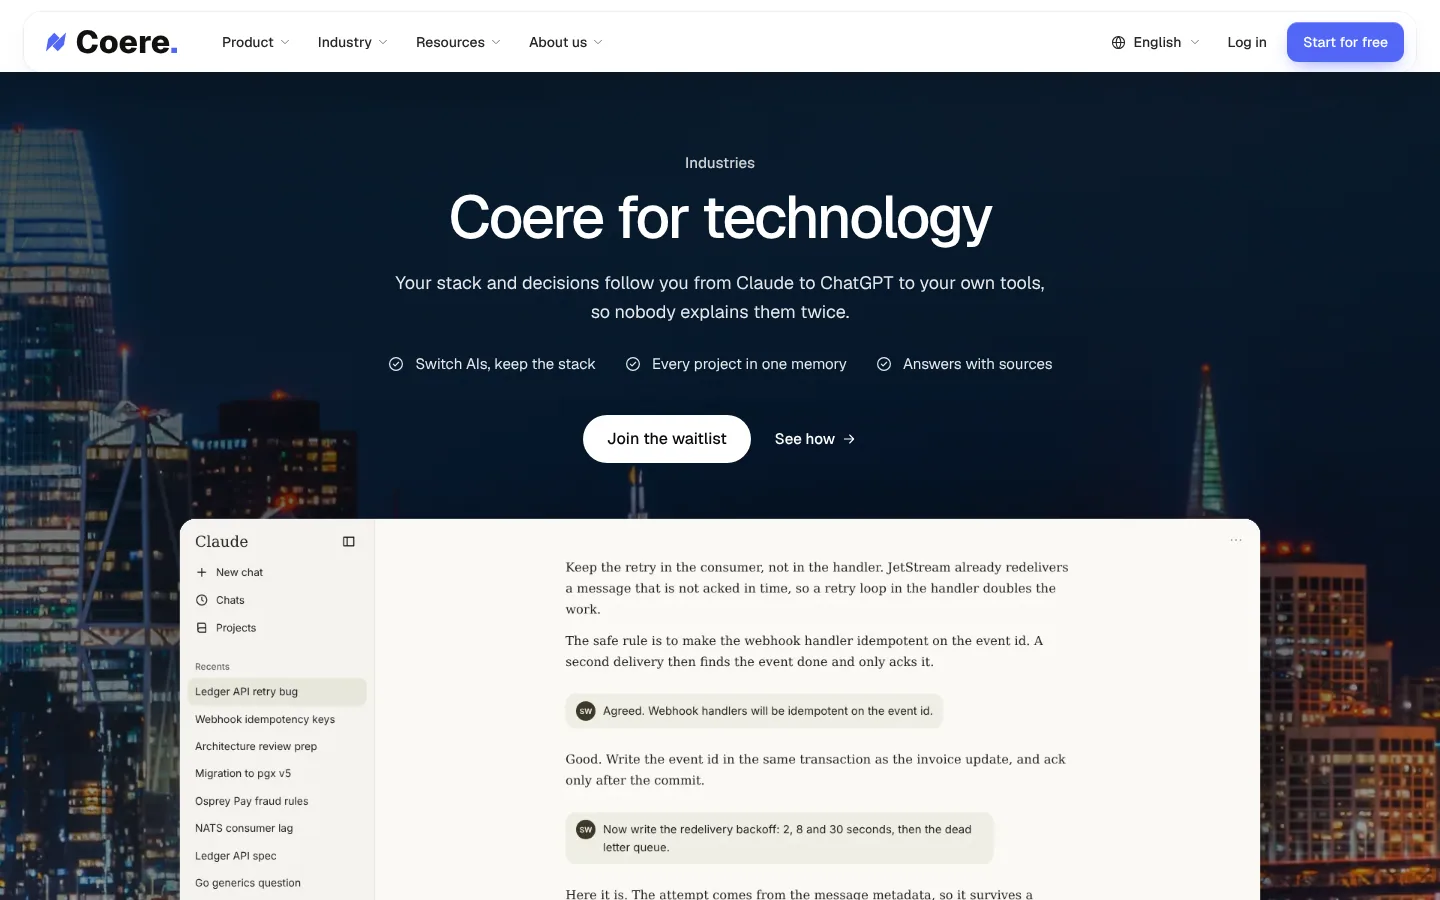 Coere.
Product
Industry
Resources
About us
English
Log in
Start for free
Industries
Coere for technology
Your stack and decisions follow you from Claude to ChatGPT to your own tools,
so nobody explains them twice.
Switch AIs, keep the stack
Every project in one memory
Answers with sources
Join the waitlist
See how →
Claude
New chat
Chats
Projects
Recents
Ledger API retry bug
Webhook idempotency keys
Architecture review prep
Migration to pgx v5
Osprey Pay fraud rules
NATS consumer lag
Ledger API spec
Go generics question
Keep the retry in the consumer, not in the handler. JetStream already redelivers
a message that is not acked in time, so a retry loop in the handler doubles the
work.
The safe rule is to make the webhook handler idempotent on the event id. A
second delivery then finds the event done and only acks it.
SW Agreed. Webhook handlers will be idempotent on the event id.
Good. Write the event id in the same transaction as the invoice update, and ack
only after the commit.
SW Now write the redelivery backoff: 2, 8 and 30 seconds, then the dead
letter queue.
Here it is. The attempt comes from the message metadata, so it survives a